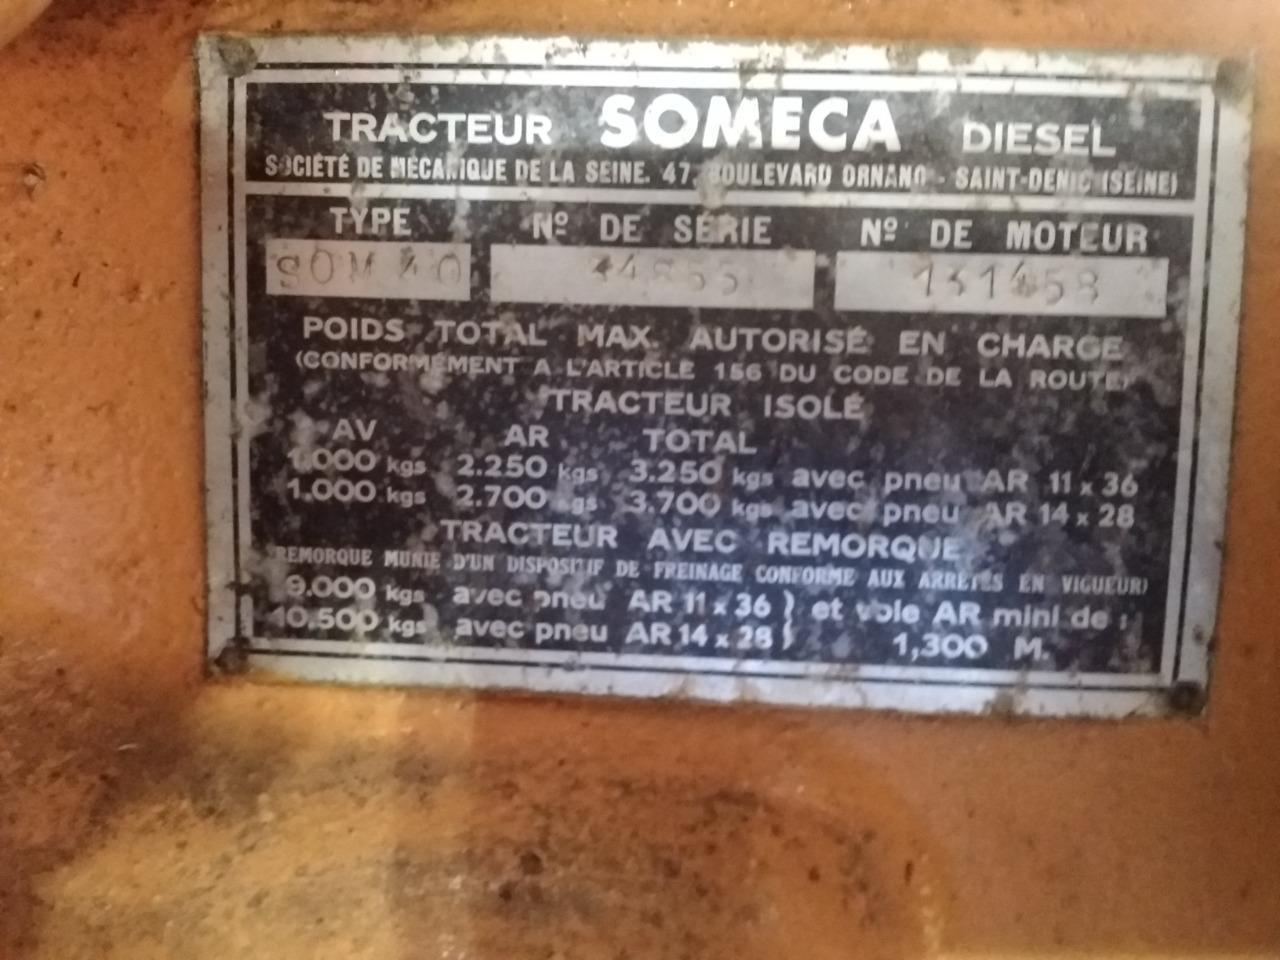 TRACTEUR SOMECA DIESEL
SOCIÉTÉ DE MÉCANIQUE DE LA SEINE. 47, BOULEVARD ORNANO - SAINT-DENIS (SEINE)
TYPE Nº DE SÉRIE Nº DE MOTEUR
SOM 40
POIDS TOTAL MAX. AUTORISÉ EN CHARGE
(CONFORMÉMENT A L'ARTICLE 156 DU CODE DE LA ROUTE)
TRACTEUR ISOLÉ
AV AR TOTAL
1.000 kgs 2.250 kgs 3.250 kgs avec pneu AR 11 x 36
1.000 kgs 2.700 kgs 3.700 kgs avec pneu AR 14 x 28
TRACTEUR AVEC REMORQUE
(REMORQUE MUNIE D'UN DISPOSITIF DE FREINAGE CONFORME AUX ARRÊTÉS EN VIGUEUR)
9.000 kgs avec pneu AR 11 x 36 } et voie AR mini de :
10.500 kgs avec pneu AR 14 x 28 } 1,300 M.